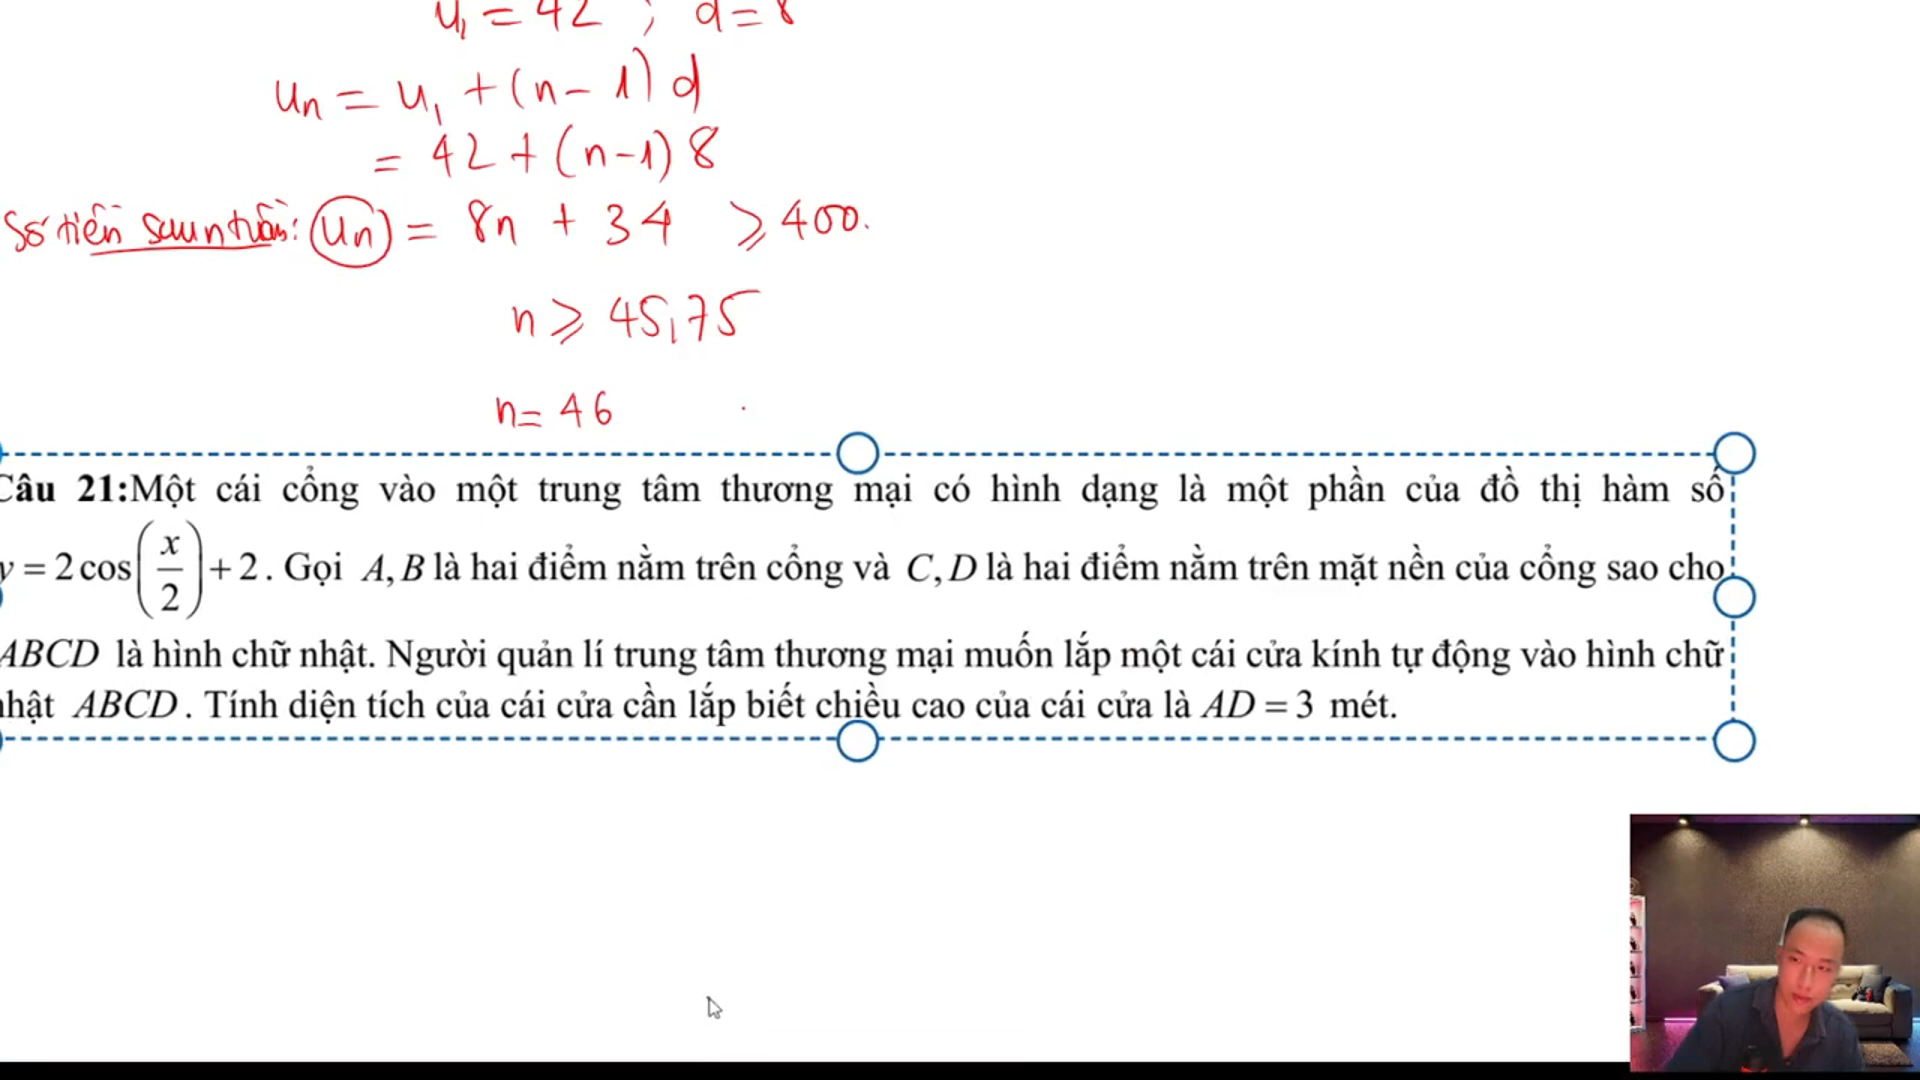 u₁ = 42 ; d = 8
uₙ = u₁ + (n - 1) d
= 42 + (n - 1) 8
Số tiền sau n tuần: uₙ = 8n + 34 ⩾ 400.
n ⩾ 45,75
n = 46
Câu 21:Một cái cổng vào một trung tâm thương mại có hình dạng là một phần của đồ thị hàm số
y = 2cos(x/2) + 2. Gọi A, B là hai điểm nằm trên cổng và C, D là hai điểm nằm trên mặt nền của cổng sao cho
ABCD là hình chữ nhật. Người quản lí trung tâm thương mại muốn lắp một cái cửa kính tự động vào hình chữ
nhật ABCD. Tính diện tích của cái cửa cần lắp biết chiều cao của cái cửa là AD = 3 mét.